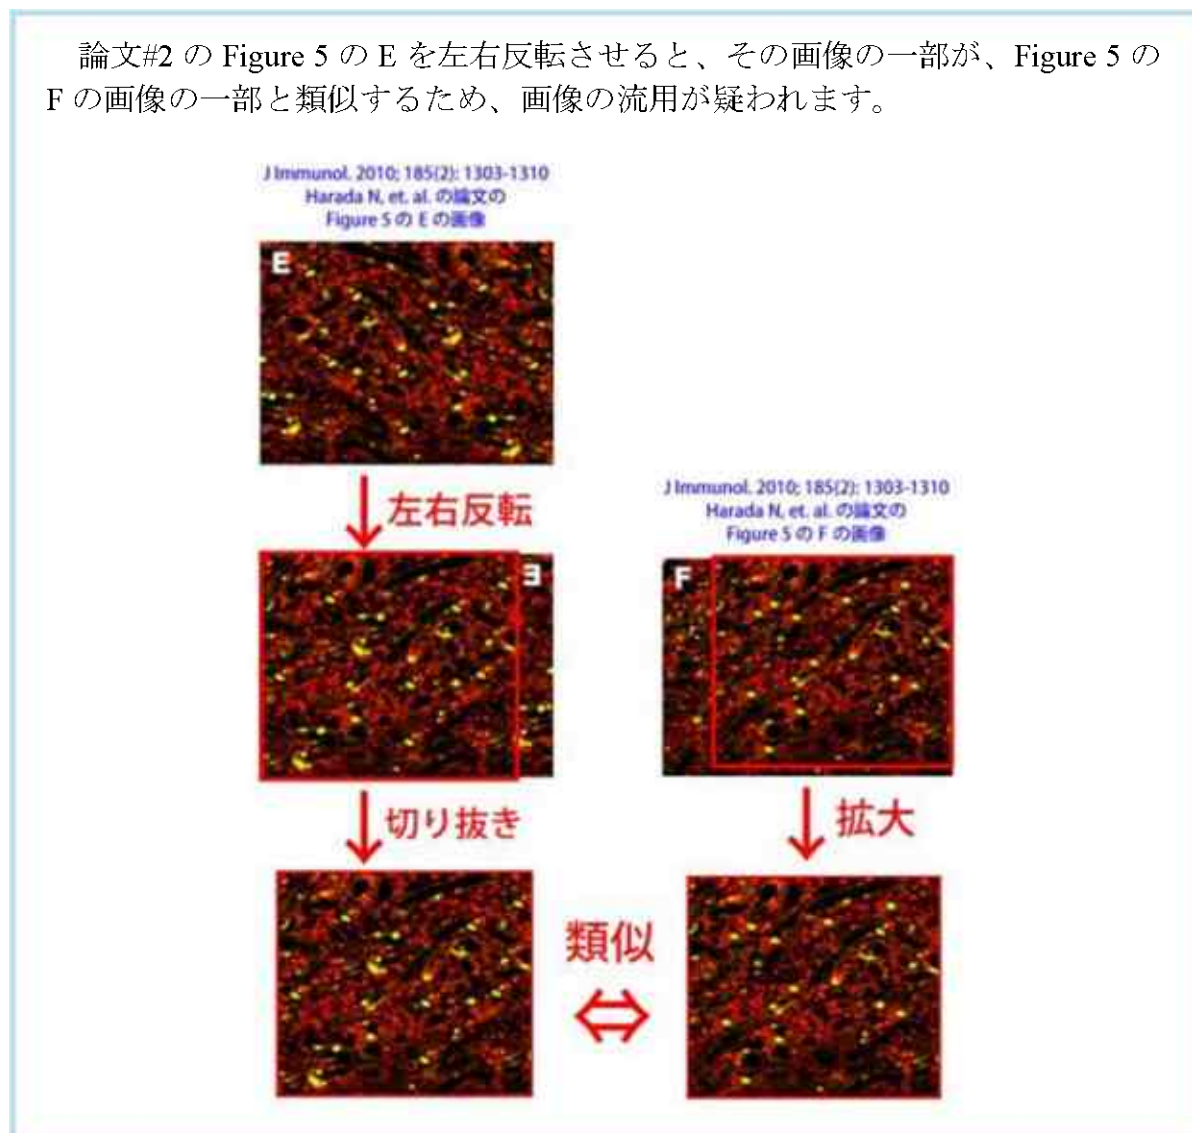 論文#2 の Figure 5 の E を左右反転させると、その画像の一部が、Figure 5 の
F の画像の一部と類似するため、画像の流用が疑われます。
J Immunol. 2010; 185(2): 1303-1310
Harada N, et. al. の論文の
Figure 5 の E の画像
E
左右反転
J Immunol. 2010; 185(2): 1303-1310
Harada N, et. al. の論文の
Figure 5 の F の画像
E
F
切り抜き
拡大
類似